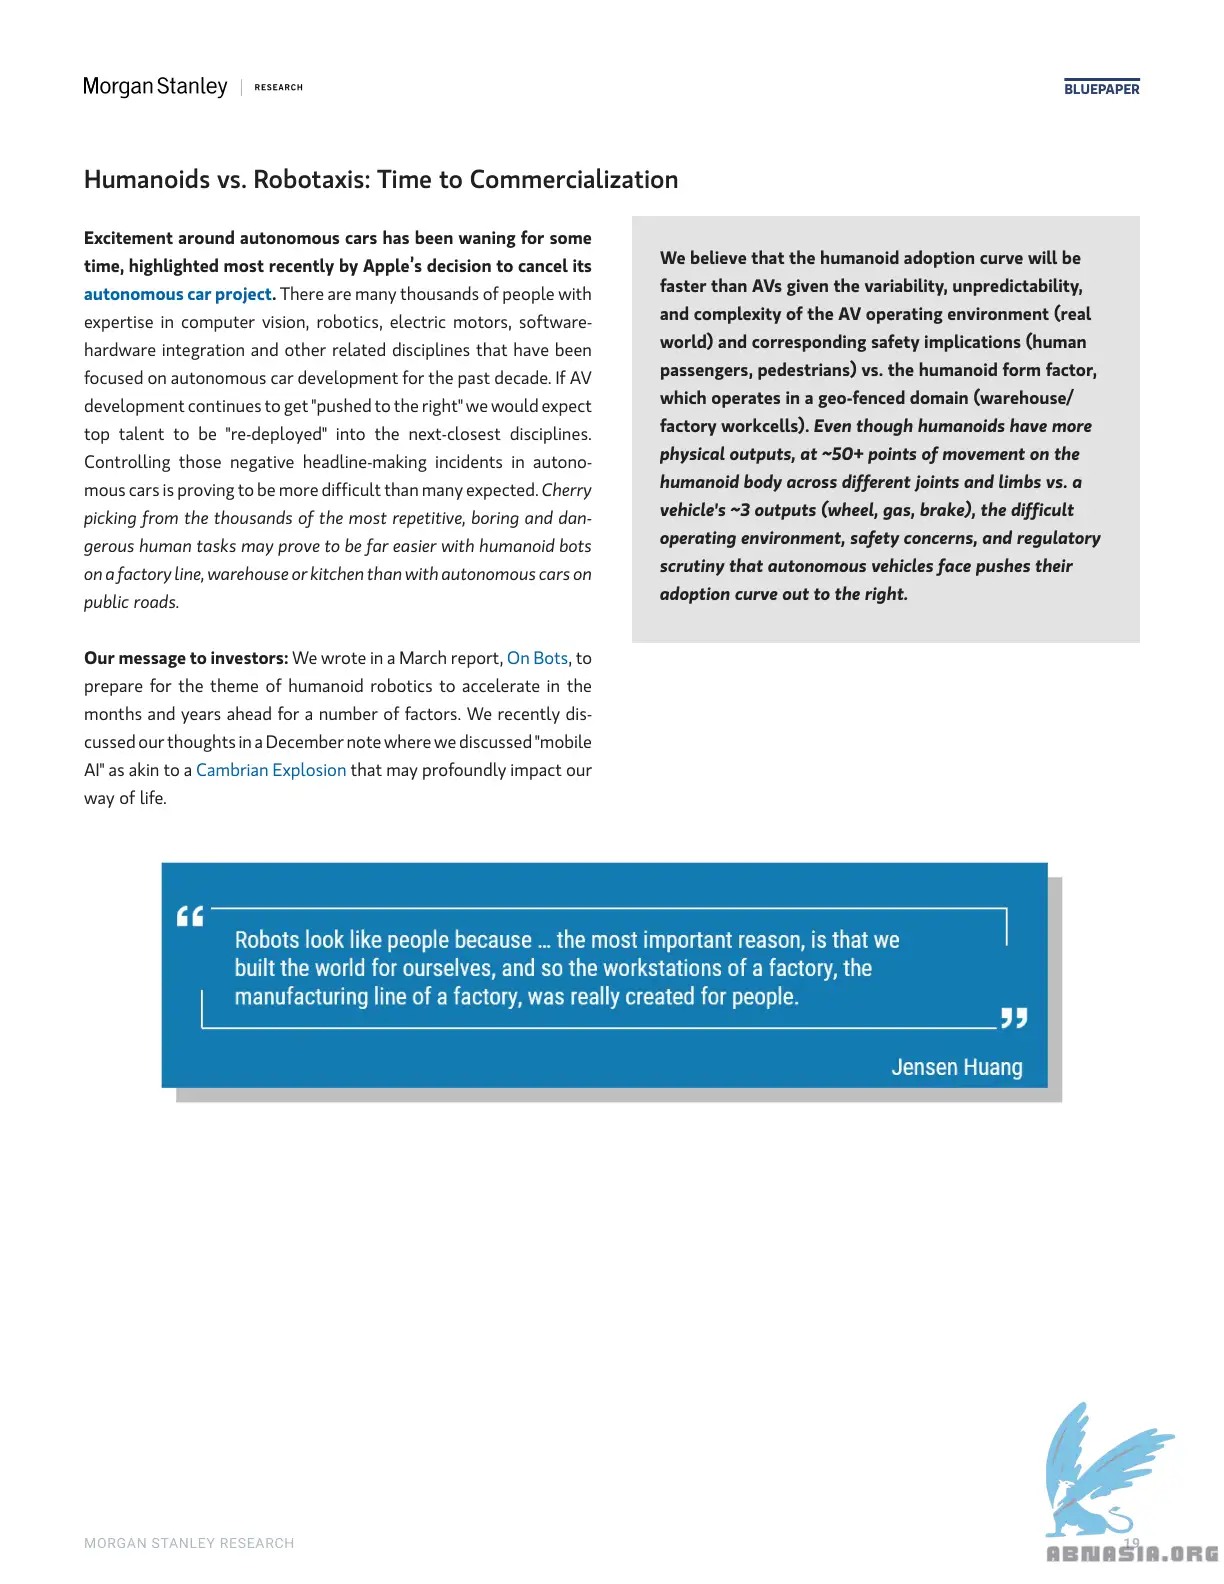 Morgan Stanley | RESEARCH
BLUEPAPER
Humanoids vs. Robotaxis: Time to Commercialization
Excitement around autonomous cars has been waning for some
time, highlighted most recently by Apple's decision to cancel its
autonomous car project. There are many thousands of people with
expertise in computer vision, robotics, electric motors, software-
hardware integration and other related disciplines that have been
focused on autonomous car development for the past decade. If AV
development continues to get "pushed to the right" we would expect
top talent to be "re-deployed" into the next-closest disciplines.
Controlling those negative headline-making incidents in autono-
mous cars is proving to be more difficult than many expected. Cherry
picking from the thousands of the most repetitive, boring and dan-
gerous human tasks may prove to be far easier with humanoid bots
on a factory line, warehouse or kitchen than with autonomous cars on
public roads.
Our message to investors: We wrote in a March report, On Bots, to
prepare for the theme of humanoid robotics to accelerate in the
months and years ahead for a number of factors. We recently dis-
cussed our thoughts in a December note where we discussed "mobile
AI" as akin to a Cambrian Explosion that may profoundly impact our
way of life.
We believe that the humanoid adoption curve will be
faster than AVs given the variability, unpredictability,
and complexity of the AV operating environment (real
world) and corresponding safety implications (human
passengers, pedestrians) vs. the humanoid form factor,
which operates in a geo-fenced domain (warehouse/
factory workcells). Even though humanoids have more
physical outputs, at ~50+ points of movement on the
humanoid body across different joints and limbs vs. a
vehicle's ~3 outputs (wheel, gas, brake), the difficult
operating environment, safety concerns, and regulatory
scrutiny that autonomous vehicles face pushes their
adoption curve out to the right.
“
Robots look like people because ... the most important reason, is that we
built the world for ourselves, and so the workstations of a factory, the
manufacturing line of a factory, was really created for people.
”
Jensen Huang
MORGAN STANLEY RESEARCH
19
ABNASIA.ORG